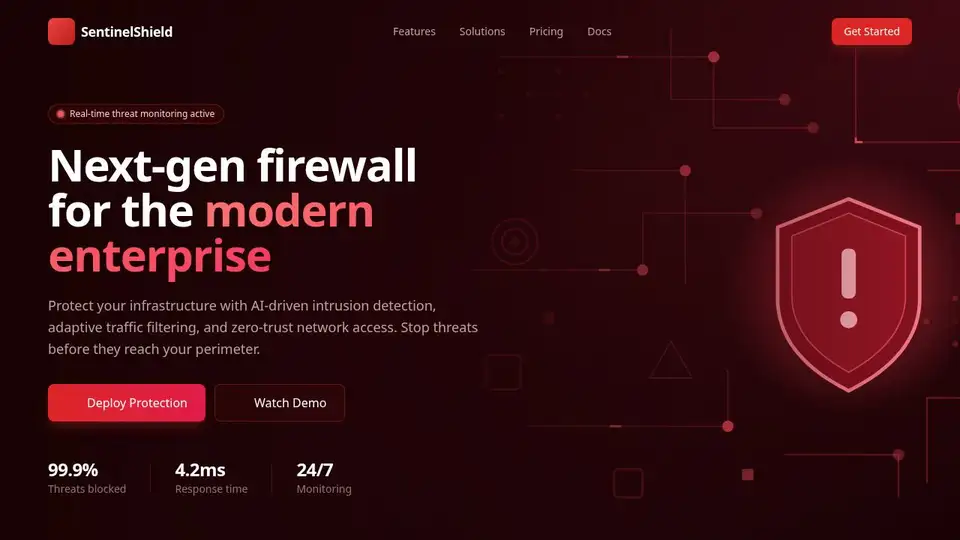 SentinelShield
Features
Solutions
Pricing
Docs
Get Started
Real-time threat monitoring active
Next-gen firewall
for the modern
enterprise
Protect your infrastructure with AI-driven intrusion detection,
adaptive traffic filtering, and zero-trust network access. Stop threats
before they reach your perimeter.
Deploy Protection
Watch Demo
99.9%
Threats blocked
4.2ms
Response time
24/7
Monitoring